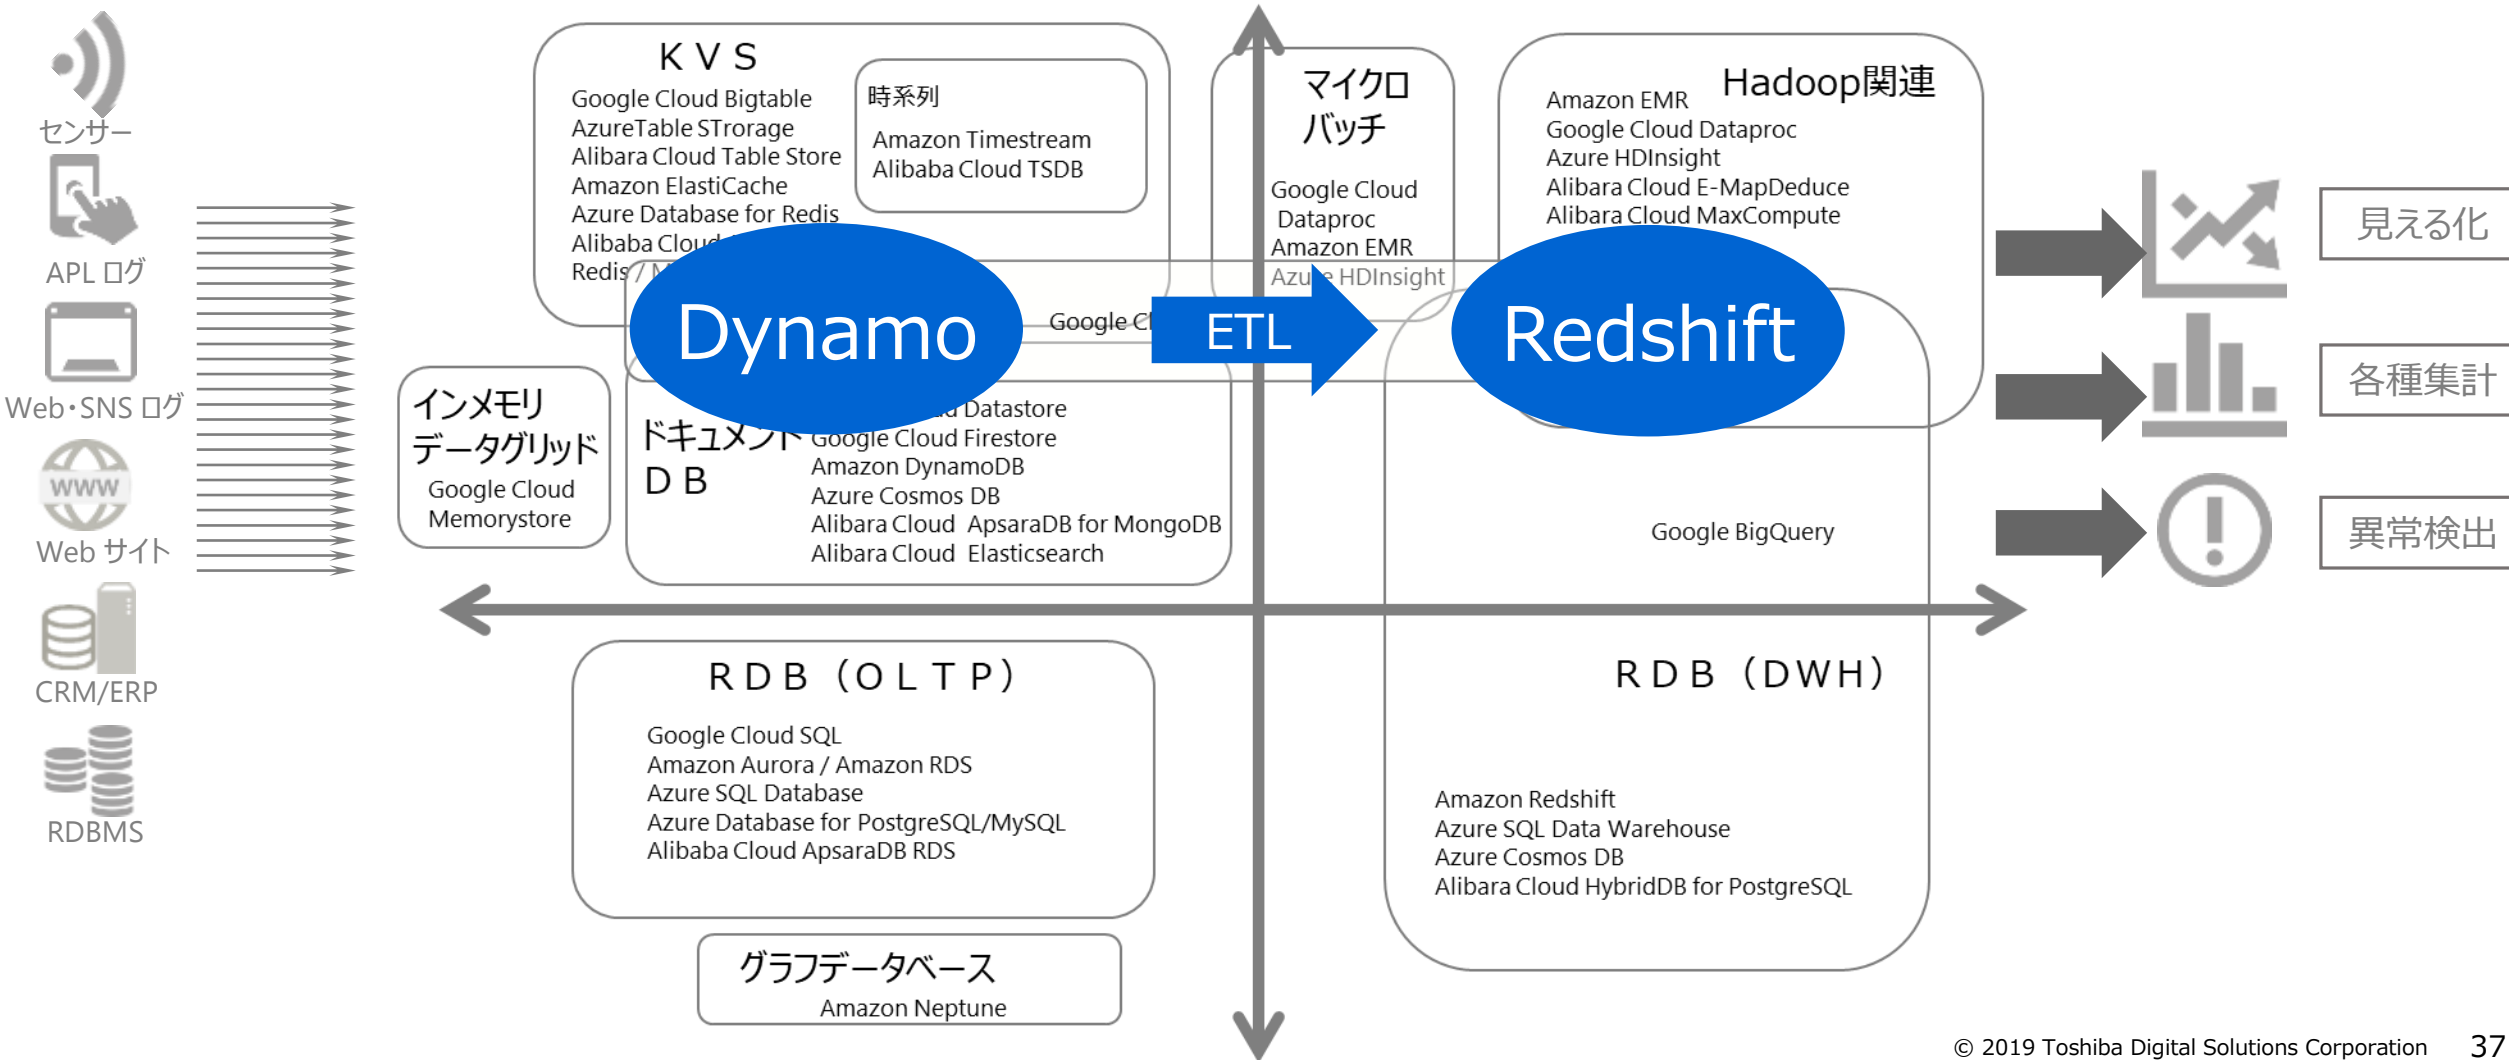 センサー
APL ログ
Web・SNS ログ
WWW
Web サイト
CRM/ERP
RDBMS
ＫＶＳ
Google Cloud Bigtable
AzureTable STrorage
Alibara Cloud Table Store
Amazon ElastiCache
Azure Database for Redis
Alibaba Cloud
Redis /
時系列
Amazon Timestream
Alibaba Cloud TSDB
マイクロ
バッチ
Google Cloud
Dataproc
Amazon EMR
Azure HDInsight
Hadoop関連
Amazon EMR
Google Cloud Dataproc
Azure HDInsight
Alibara Cloud E-MapDeduce
Alibara Cloud MaxCompute
Dynamo
Google
ETL
Redshift
インメモリ
データグリッド
Google Cloud
Memorystore
ドキュメント
ＤＢ
Datastore
Google Cloud Firestore
Amazon DynamoDB
Azure Cosmos DB
Alibara Cloud ApsaraDB for MongoDB
Alibara Cloud Elasticsearch
Google BigQuery
ＲＤＢ（ＯＬＴＰ）
Google Cloud SQL
Amazon Aurora / Amazon RDS
Azure SQL Database
Azure Database for PostgreSQL/MySQL
Alibaba Cloud ApsaraDB RDS
グラフデータベース
Amazon Neptune
ＲＤＢ（ＤＷＨ）
Amazon Redshift
Azure SQL Data Warehouse
Azure Cosmos DB
Alibara Cloud HybridDB for PostgreSQL
見える化
各種集計
異常検出
© 2019 Toshiba Digital Solutions Corporation 37